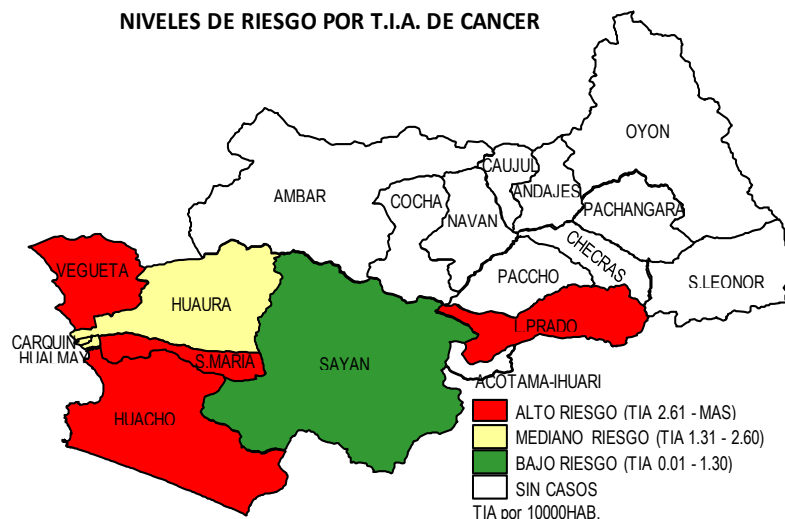 NIVELES DE RIESGO POR T.I.A. DE CANCER
OYON
CAUJUL
ANDAJES
AMBAR
COCHA
NAVAN
PACHANGARA
CHECRAS
VEGUETA
PACCHO
S.LEONOR
HUAURA
L.PRADO
CARQUIN
HUALMAY
S.MARIA
SAYAN
ACOTAMA-IHUARI
HUACHO
ALTO RIESGO (TIA 2.61 - MAS)
MEDIANO RIESGO (TIA 1.31 - 2.60)
BAJO RIESGO (TIA 0.01 - 1.30)
SIN CASOS
TIA por 10000HAB.